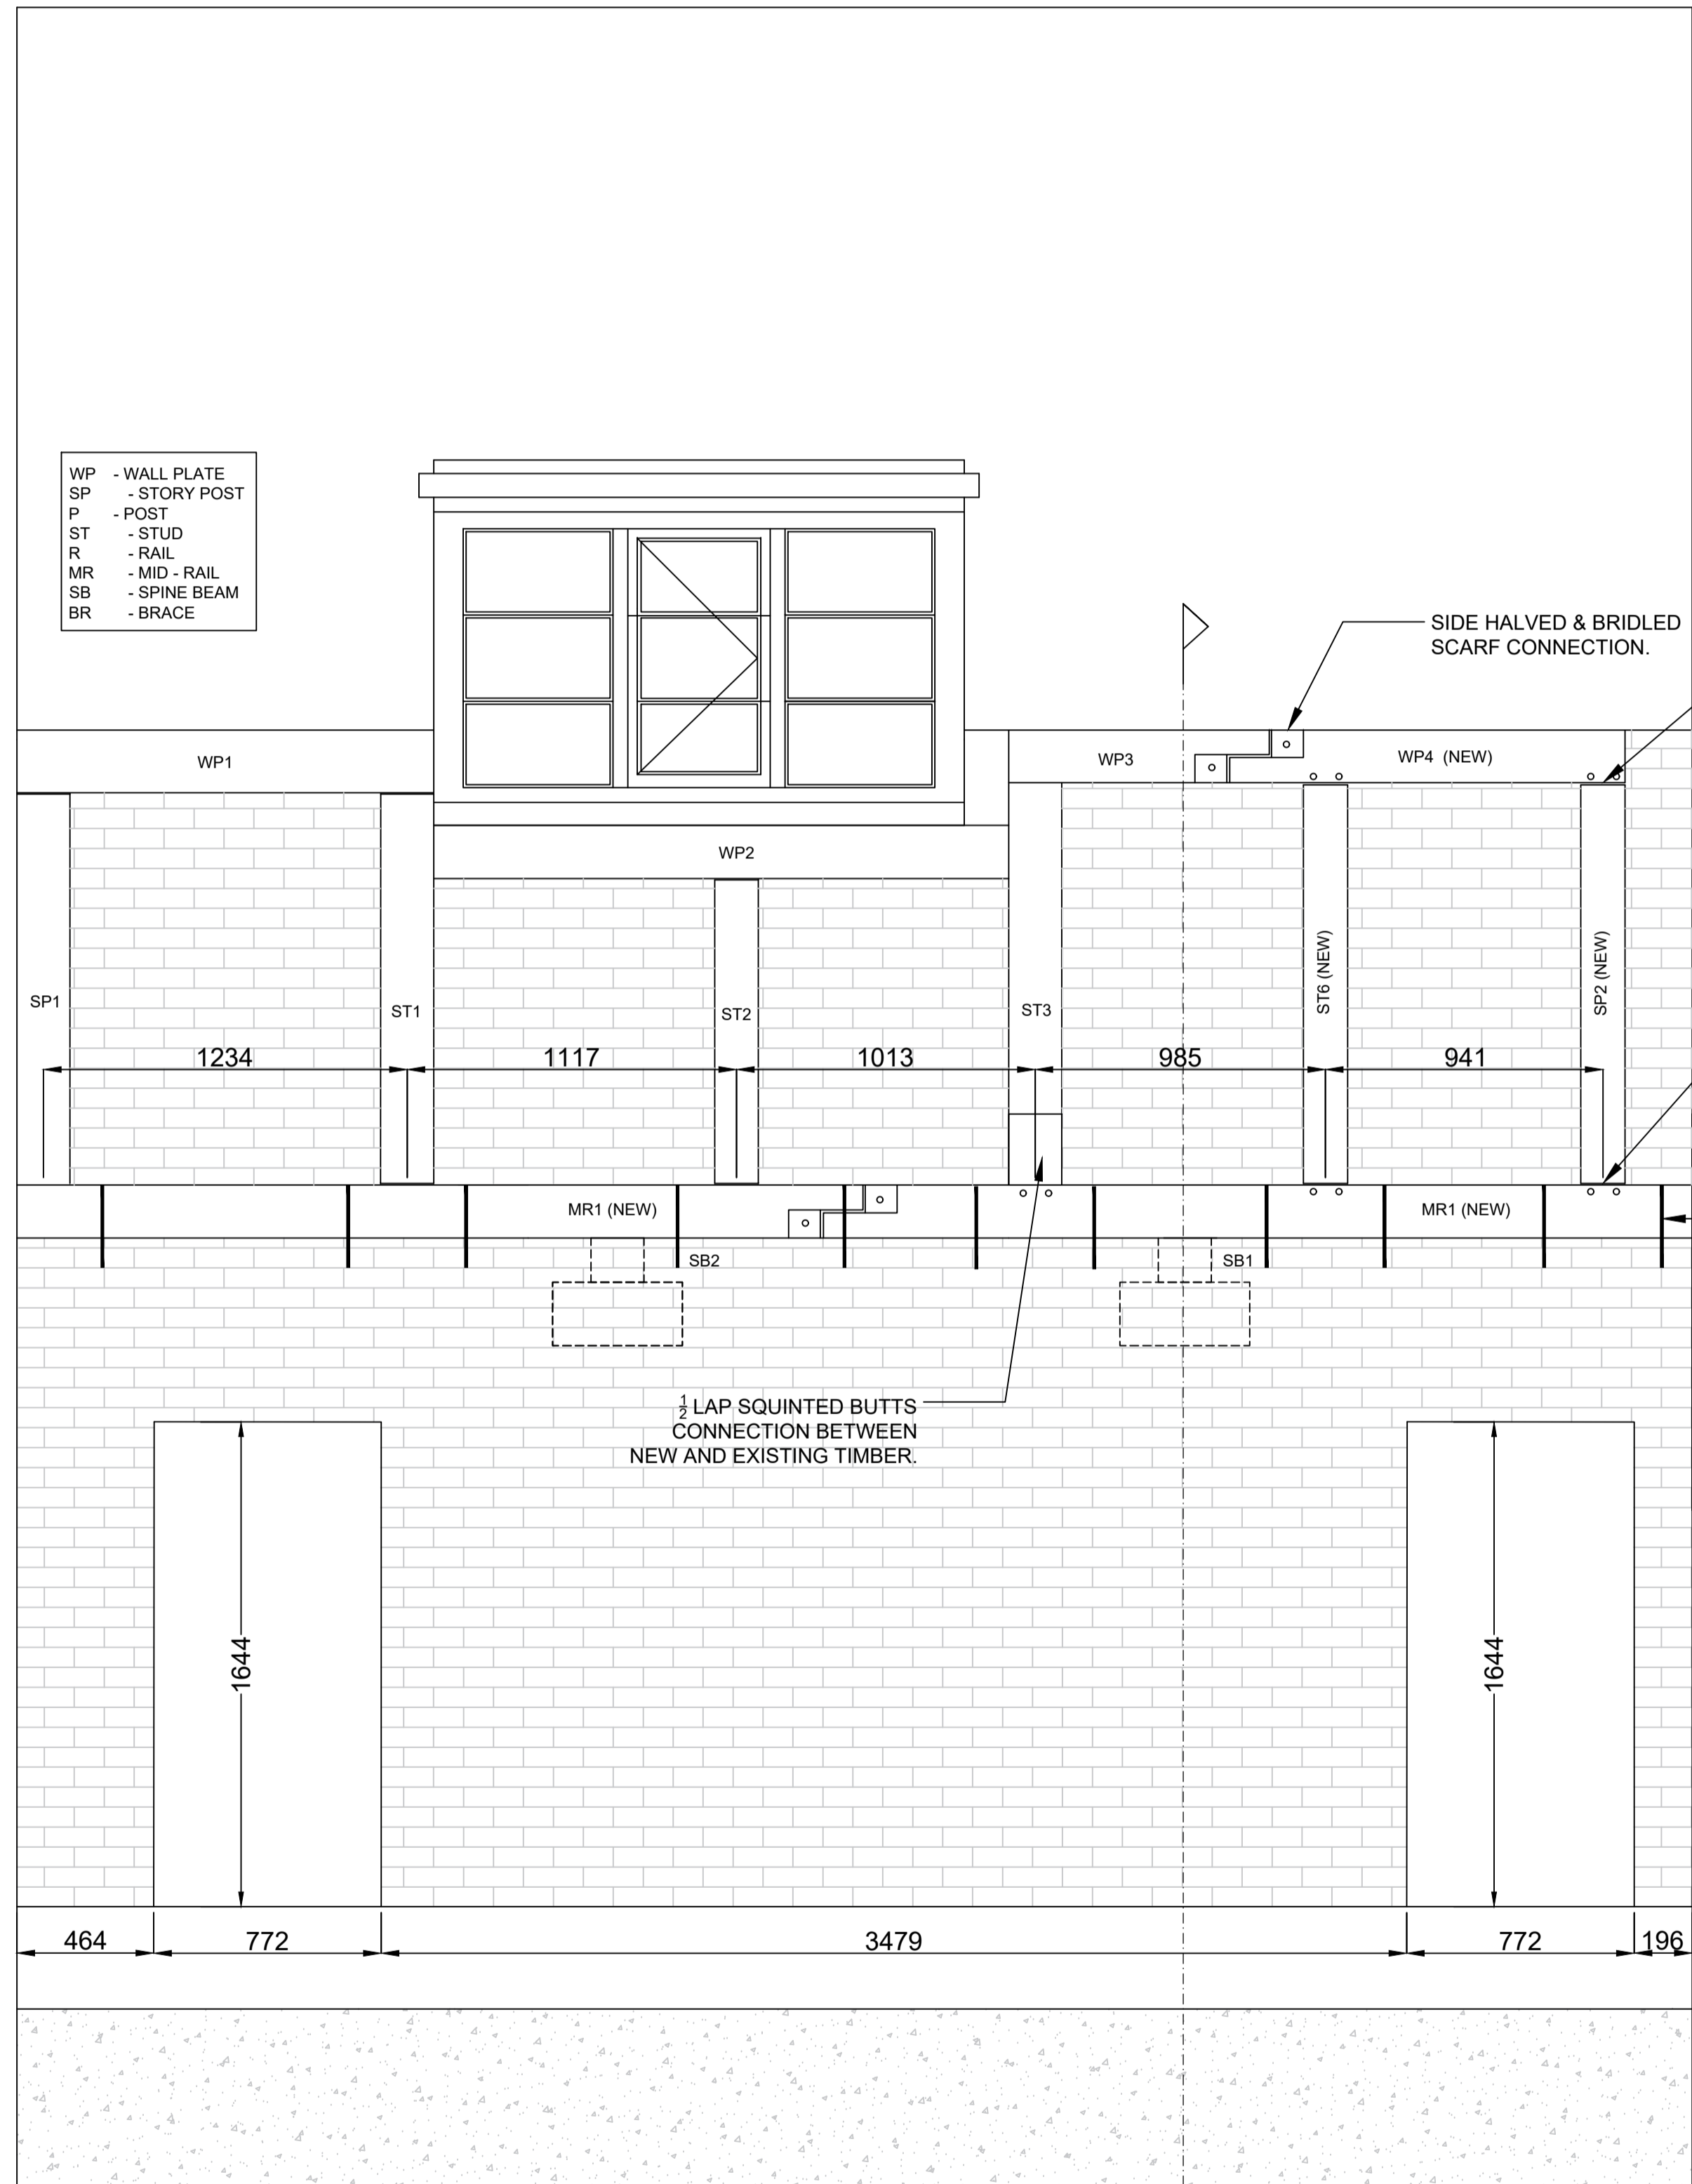 WP - WALL PLATE
SP - STORY POST
P - POST
ST - STUD
R - RAIL
MR - MID - RAIL
SB - SPINE BEAM
BR - BRACE
SIDE HALVED & BRIDLED
SCARF CONNECTION.
WP1
WP3
WP4 (NEW)
WP2
SP1
ST1
ST2
ST3
ST6 (NEW)
SP2 (NEW)
1234
1117
1013
985
941
MR1 (NEW)
MR1 (NEW)
SB2
SB1
½ LAP SQUINTED BUTTS
CONNECTION BETWEEN
NEW AND EXISTING TIMBER.
1644
1644
464
772
3479
772
196